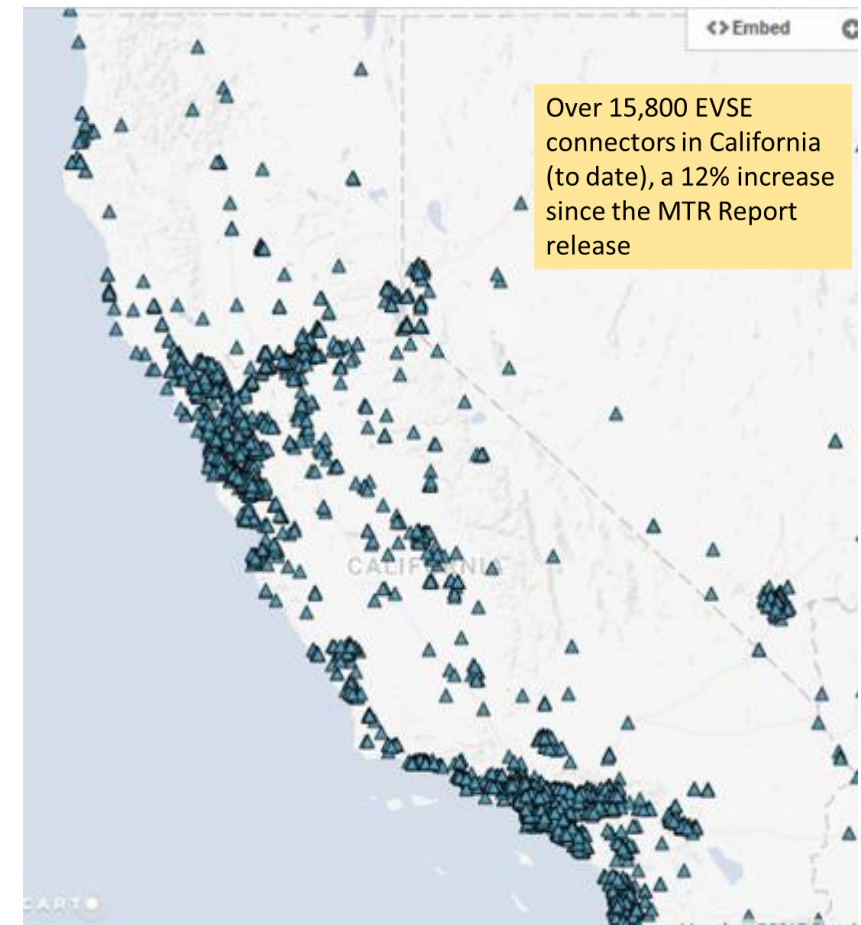 <> Embed
Over 15,800 EVSE
connectors in California
(to date), a 12% increase
since the MTR Report
release
CALIFORNIA
CARTO